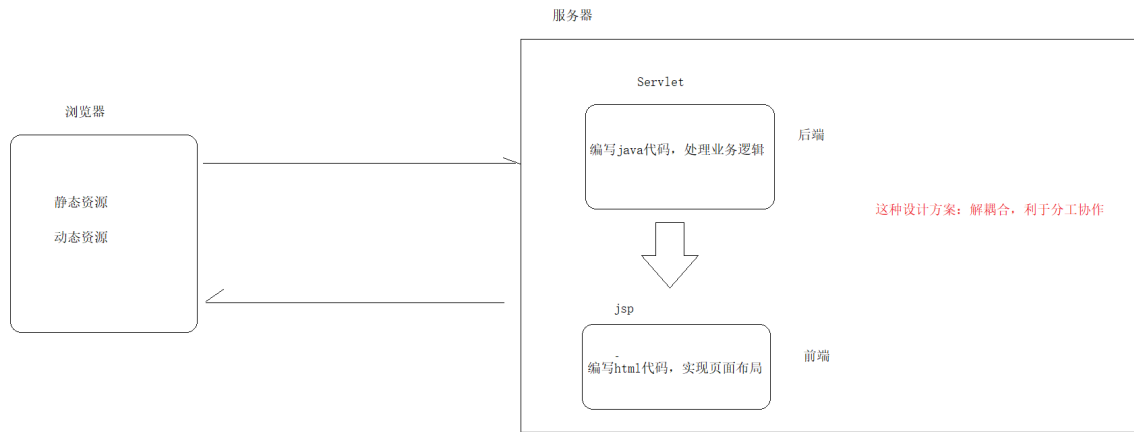 服务器
Servlet
浏览器
后端
编写java代码，处理业务逻辑
静态资源
这种设计方案：解耦合，利于分工协作
动态资源
jsp
前端
编写html代码，实现页面布局